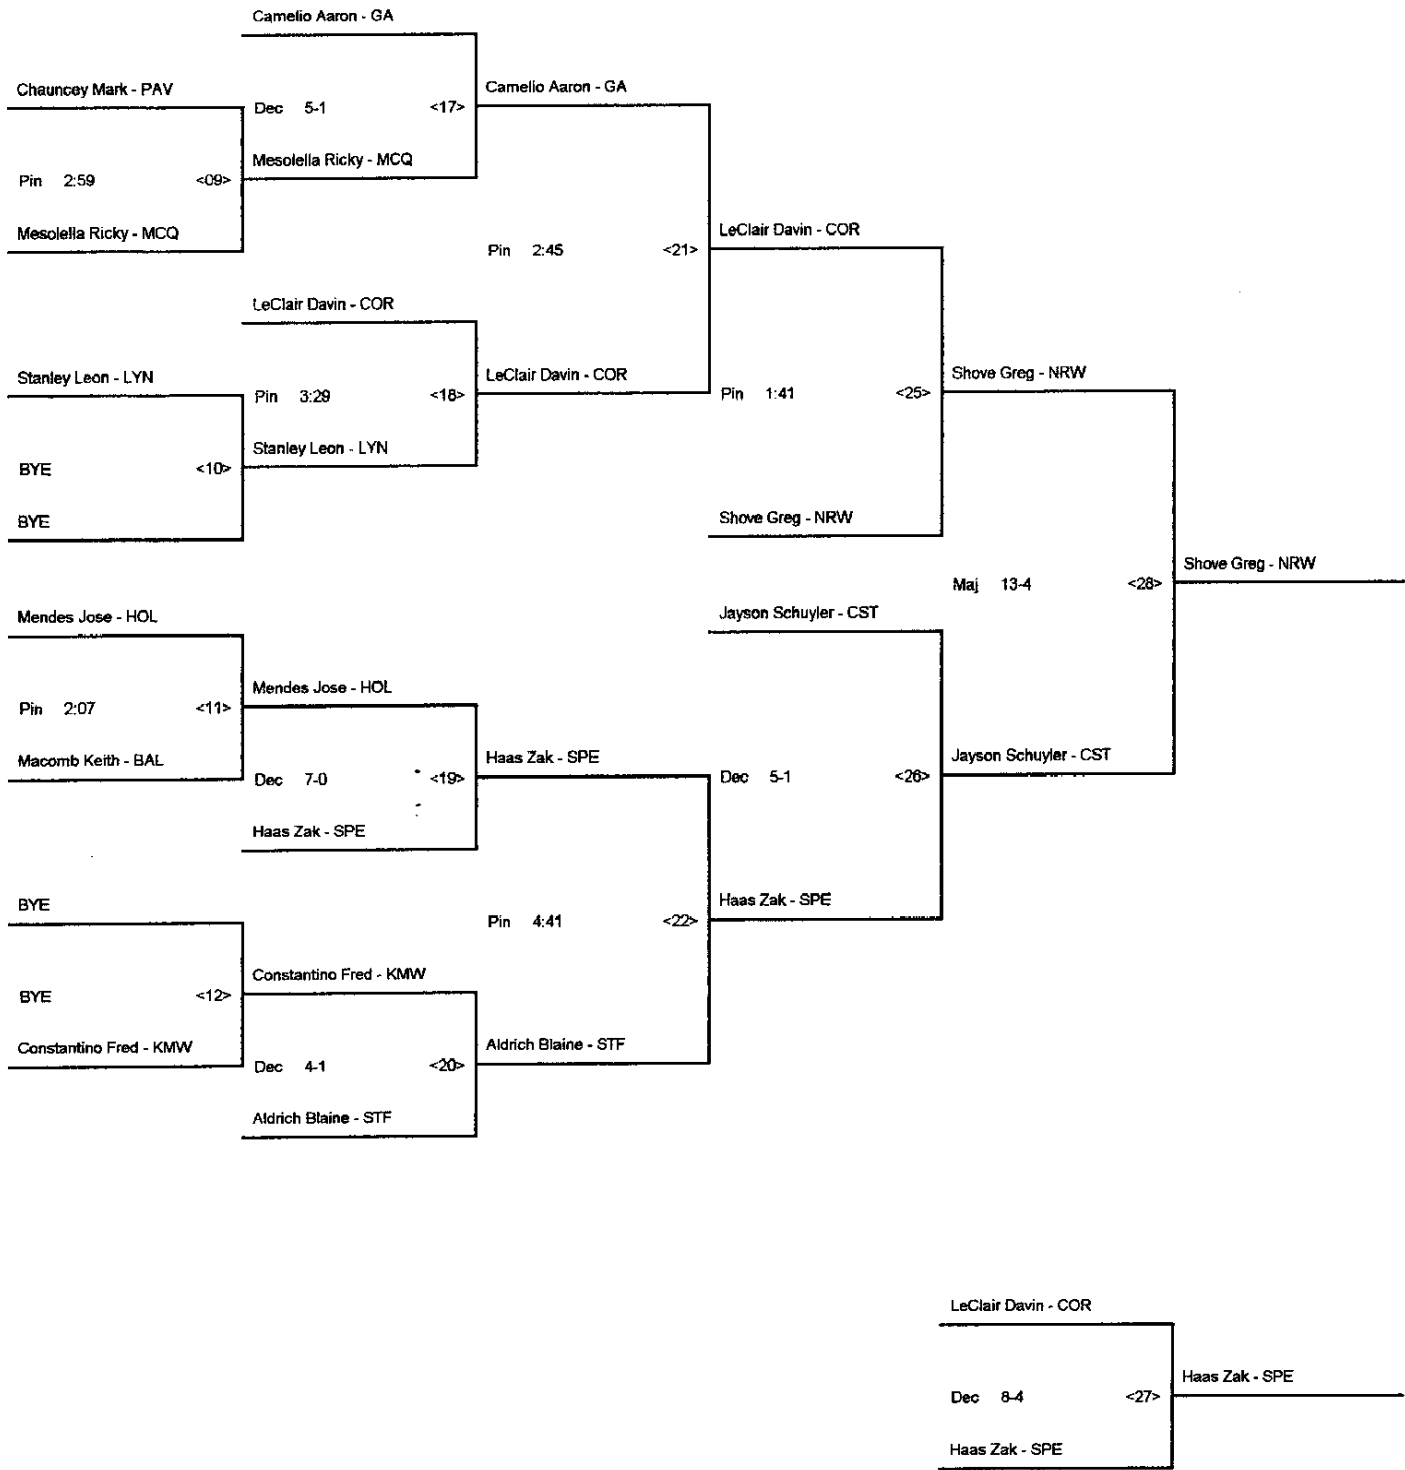 Camelio Aaron - GA
Chauncey Mark - PAV
Dec 5-1 <17>
Camelio Aaron - GA
Mesolella Ricky - MCQ
Pin 2:59 <09>
Mesolella Ricky - MCQ
LeClair Davin - COR
Pin 2:45 <21>
LeClair Davin - COR
Stanley Leon - LYN
Pin 3:29 <18>
LeClair Davin - COR
Shove Greg - NRW
Pin 1:41 <25>
Stanley Leon - LYN
BYE <10>
BYE
Shove Greg - NRW
Shove Greg - NRW
Maj 13-4 <28>
Mendes Jose - HOL
Jayson Schuyler - CST
Mendes Jose - HOL
Pin 2:07 <11>
Macomb Keith - BAL
Haas Zak - SPE
Jayson Schuyler - CST
Dec 7-0 <19>
Dec 5-1 <26>
Haas Zak - SPE
BYE
Haas Zak - SPE
Pin 4:41 <22>
Constantino Fred - KMW
BYE <12>
Constantino Fred - KMW
Aldrich Blaine - STF
Dec 4-1 <20>
Aldrich Blaine - STF
LeClair Davin - COR
Haas Zak - SPE
Dec 8-4 <27>
Haas Zak - SPE